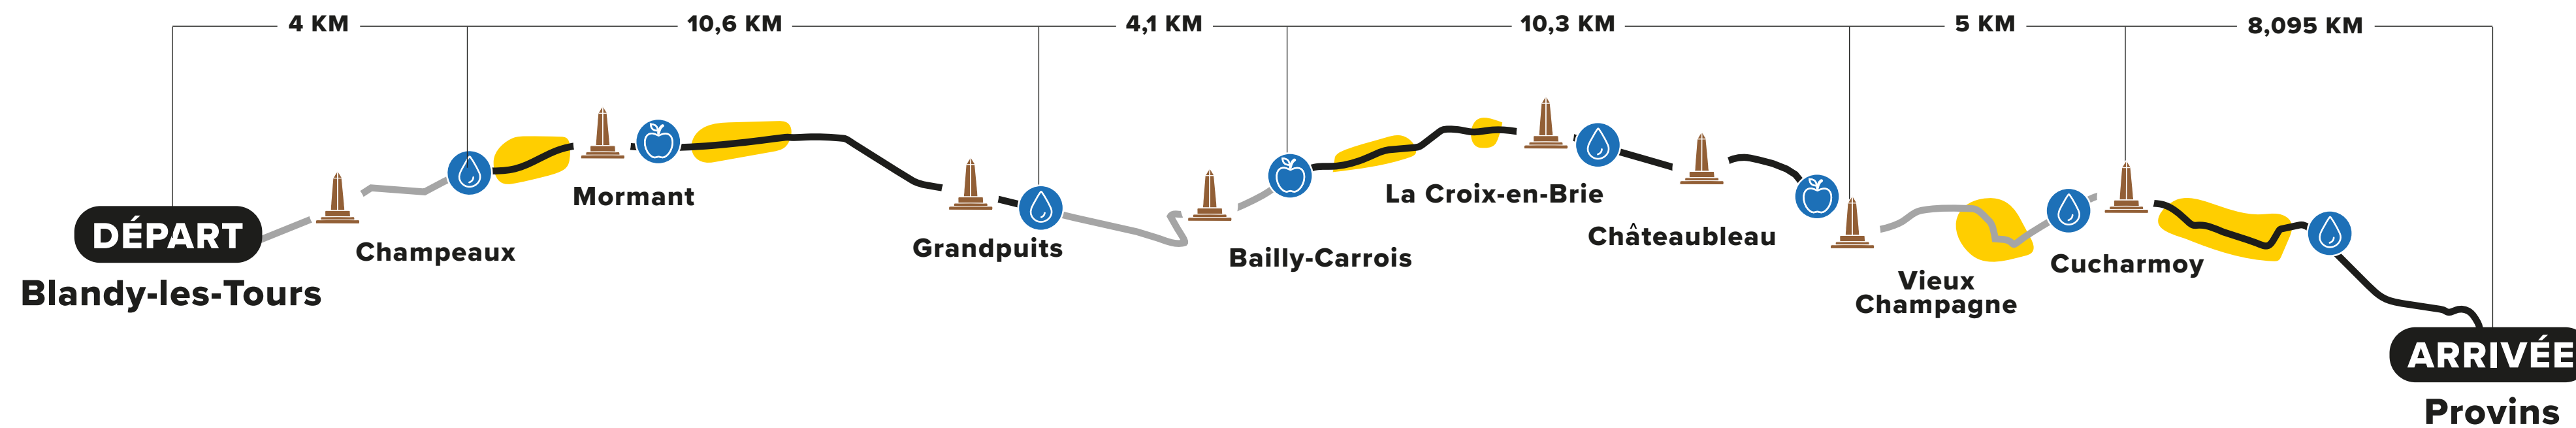 4 KM
10,6 KM
4,1 KM
10,3 KM
5 KM
8,095 KM
DÉPART
Blandy-les-Tours
Champeaux
Mormant
Grandpuits
Bailly-Carrois
La Croix-en-Brie
Châteaubleau
Vieux
Champagne
Cucharmoy
ARRIVÉE
Provins